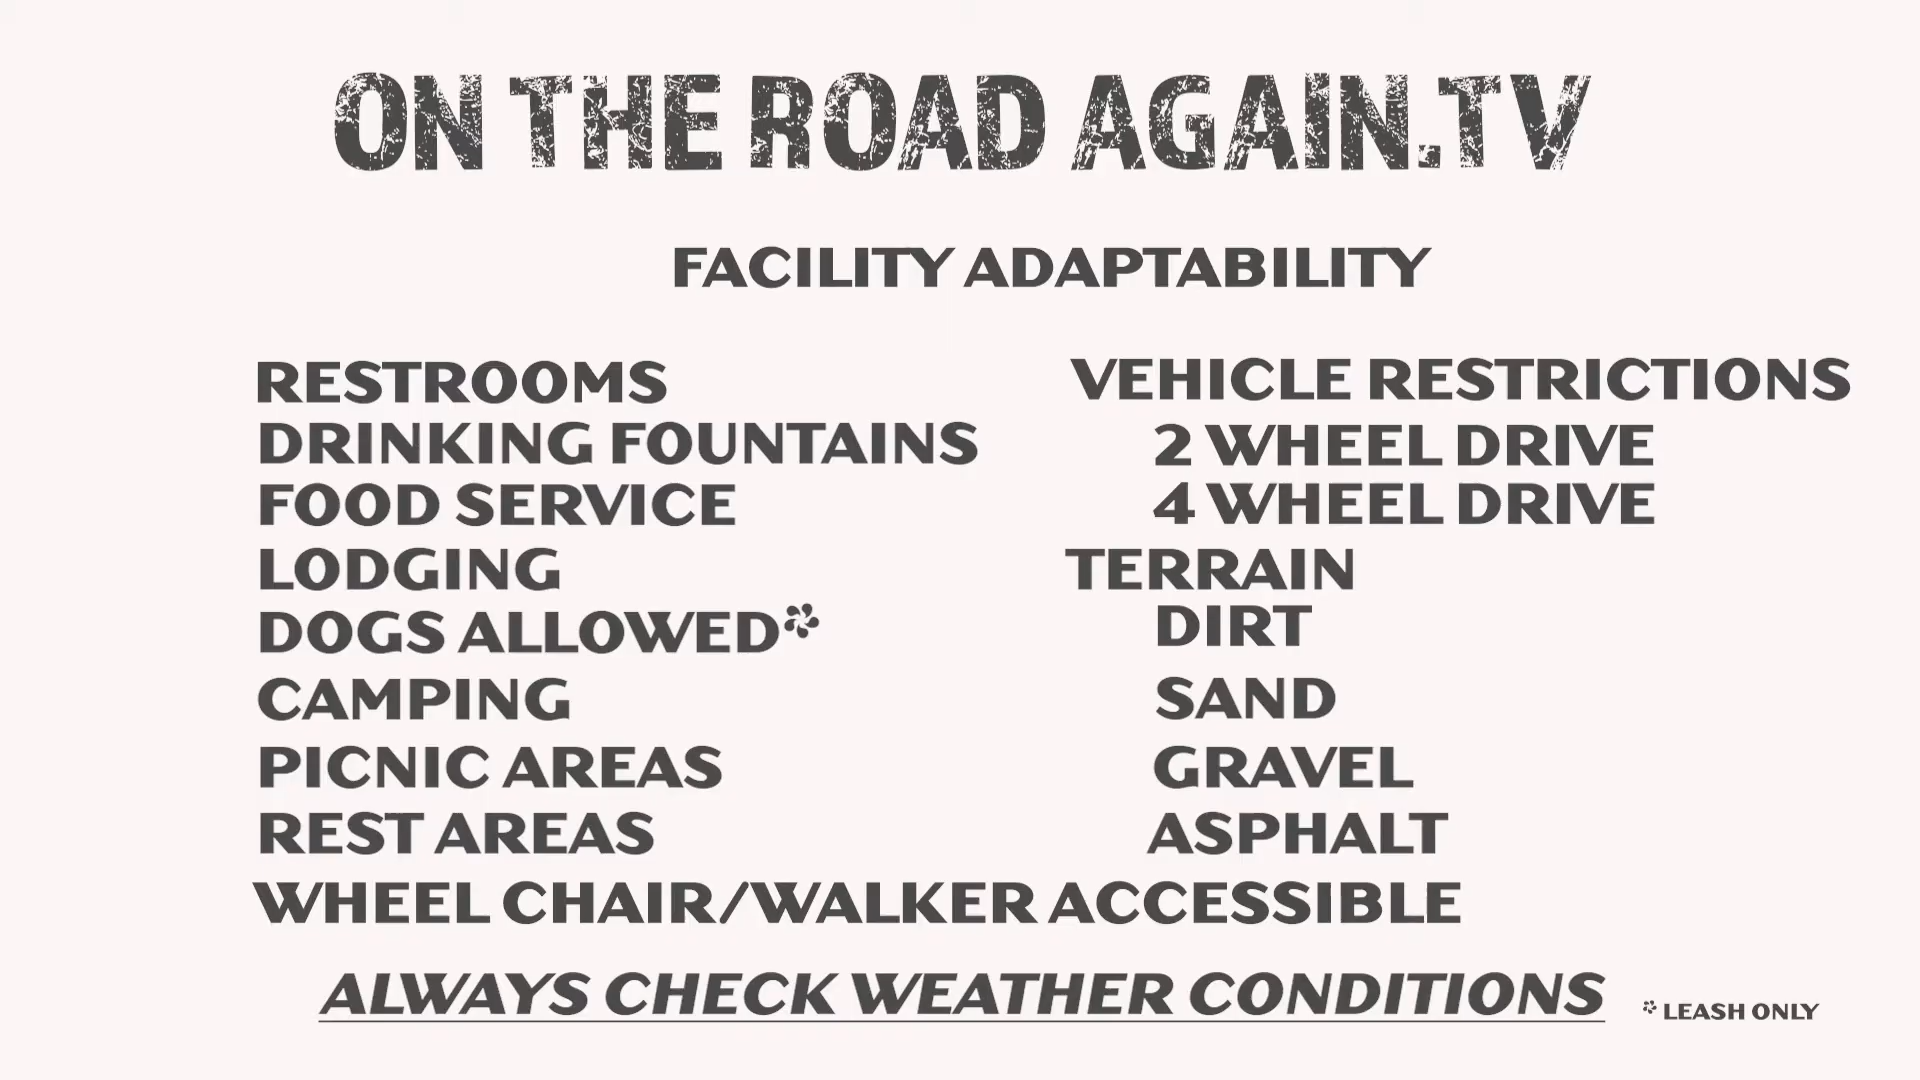 ON THE ROAD AGAIN.TV
FACILITY ADAPTABILITY
RESTROOMS
DRINKING FOUNTAINS
FOOD SERVICE
LODGING
DOGS ALLOWED*
CAMPING
PICNIC AREAS
REST AREAS
WHEEL CHAIR/WALKER ACCESSIBLE
VEHICLE RESTRICTIONS
2 WHEEL DRIVE
4 WHEEL DRIVE
TERRAIN
DIRT
SAND
GRAVEL
ASPHALT
ALWAYS CHECK WEATHER CONDITIONS
* LEASH ONLY